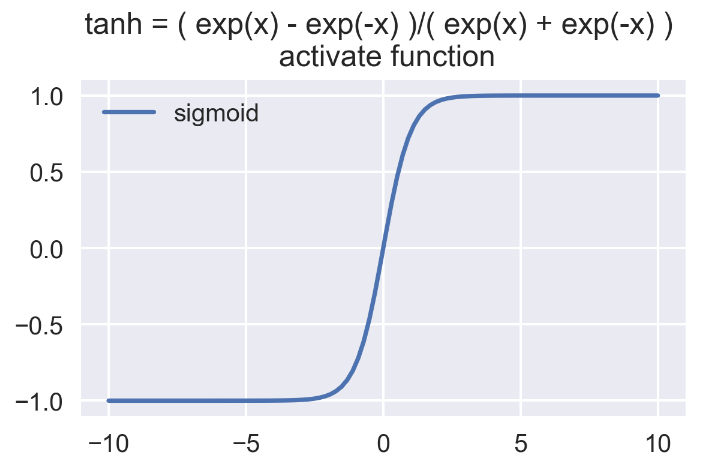 tanh = ( exp(x) - exp(-x) )/( exp(x) + exp(-x) )
activate function
1.0
sigmoid
0.5
0.0
−0.5
−1.0
−10 −5 0 5 10